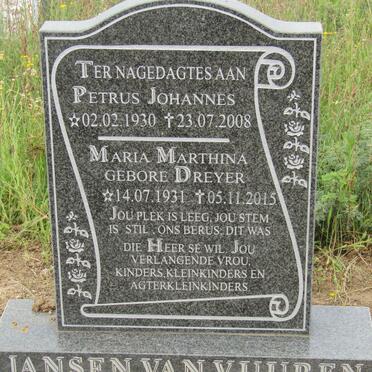 TER NAGEDAGTES AAN
PETRUS JOHANNES
☆02.02.1930 ✝23.07.2008
MARIA MARTHINA
GEBORE DREYER
☆14.07.1931 ✝05.11.2015
JOU PLEK IS LEEG, JOU STEM
IS STIL, ONS BERUS, DIT WAS
DIE HEER SE WIL. JOU
VERLANGENDE VROU,
KINDERS, KLEINKINDERS EN
AGTERKLEINKINDERS
JANSEN VAN VUUREN